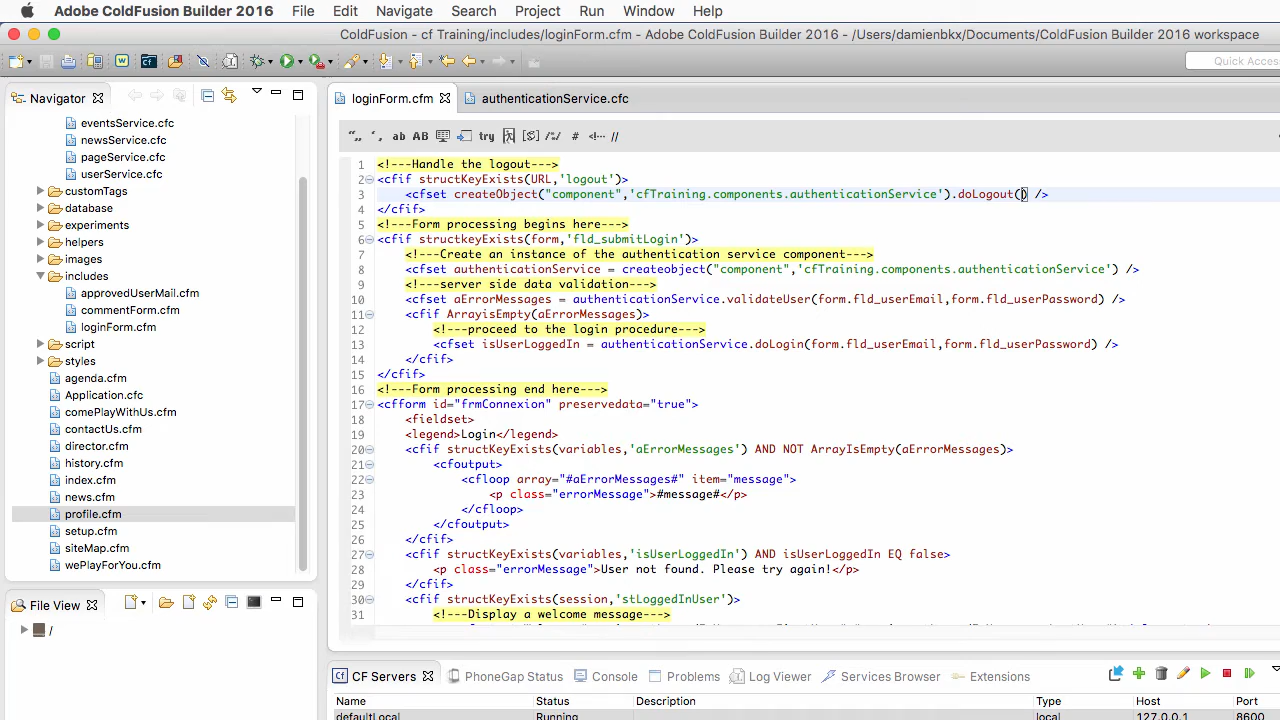 Adobe ColdFusion Builder 2016 File Edit Navigate Search Project Run Window Help
ColdFusion - cf Training/includes/loginForm.cfm - Adobe ColdFusion Builder 2016 - /Users/damienbkx/Documents/ColdFusion Builder 2016 workspace
Quick Access
Navigator
loginForm.cfm
authenticationService.cfc
eventsService.cfc
newsService.cfc
pageService.cfc
userService.cfc
customTags
database
experiments
helpers
images
includes
approvedUserMail.cfm
commentForm.cfm
loginForm.cfm
script
styles
agenda.cfm
Application.cfc
comePlayWithUs.cfm
contactUs.cfm
director.cfm
history.cfm
index.cfm
news.cfm
profile.cfm
setup.cfm
siteMap.cfm
wePlayForYou.cfm
File View
/
",, ‘, ab AB try /*/ # <!-- //
1 <!---Handle the logout--->
2 <cfif structKeyExists(URL,'logout')>
3 <cfset createObject("component",'cfTraining.components.authenticationService').doLogout() />
4 </cfif>
5 <!---Form processing begins here--->
6 <cfif structkeyExists(form,'fld_submitLogin')>
7 <!---Create an instance of the authentication service component--->
8 <cfset authenticationService = createobject("component",'cfTraining.components.authenticationService') />
9 <!---server side data validation--->
10 <cfset aErrorMessages = authenticationService.validateUser(form.fld_userEmail,form.fld_userPassword) />
11 <cfif ArrayisEmpty(aErrorMessages)>
12 <!---proceed to the login procedure--->
13 <cfset isUserLoggedIn = authenticationService.doLogin(form.fld_userEmail,form.fld_userPassword) />
14 </cfif>
15 </cfif>
16 <!---Form processing end here--->
17 <cfform id="frmConnexion" preservedata="true">
18 <fieldset>
19 <legend>Login</legend>
20 <cfif structKeyExists(variables,'aErrorMessages') AND NOT ArrayIsEmpty(aErrorMessages)>
21 <cfoutput>
22 <cfloop array="#aErrorMessages#" item="message">
23 <p class="errorMessage">#message#</p>
24 </cfloop>
25 </cfoutput>
26 </cfif>
27 <cfif structKeyExists(variables,'isUserLoggedIn') AND isUserLoggedIn EQ false>
28 <p class="errorMessage">User not found. Please try again!</p>
29 </cfif>
30 <cfif structKeyExists(session,'stLoggedInUser')>
31 <!---Display a welcome message--->
CF Servers
PhoneGap Status
Console
Problems
Log Viewer
Services Browser
Extensions
Name Status Description Type Host Port
defaultLocal Running local 127.0.0.1 8600